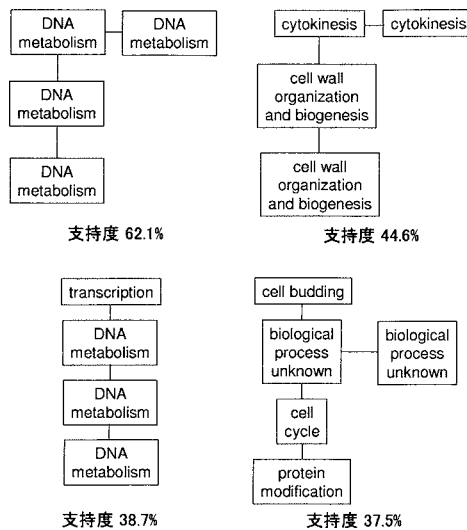 DNA
metabolism
DNA
metabolism
DNA
metabolism
DNA
metabolism
支持度 62.1%
cytokinesis
cytokinesis
cell wall
organization
and biogenesis
cell wall
organization
and biogenesis
支持度 44.6%
transcription
DNA
metabolism
DNA
metabolism
DNA
metabolism
支持度 38.7%
cell budding
biological
process
unknown
biological
process
unknown
cell
cycle
protein
modification
支持度 37.5%